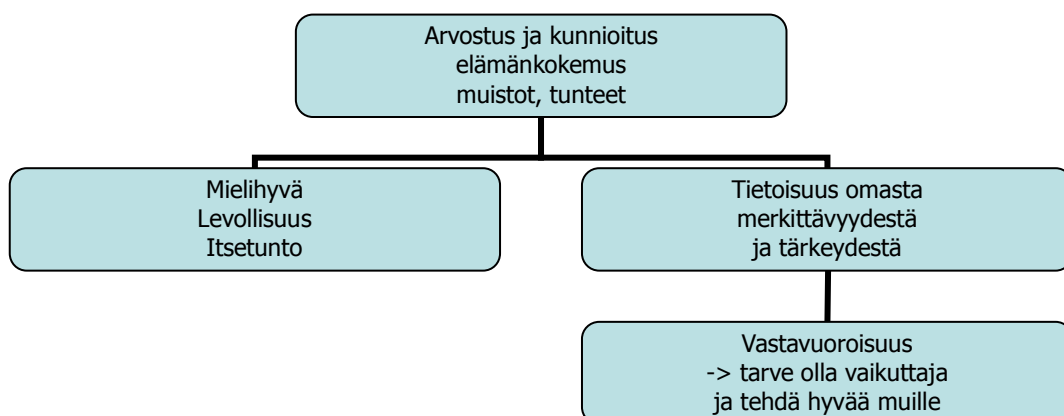 Arvostus ja kunnioitus
elämänkokemus
muistot, tunteet
Mielihyvä
Levollisuus
Itsetunto
Tietoisuus omasta
merkittävyydestä
ja tärkeydestä
Vastavuoroisuus
-> tarve olla vaikuttaja
ja tehdä hyvää muille